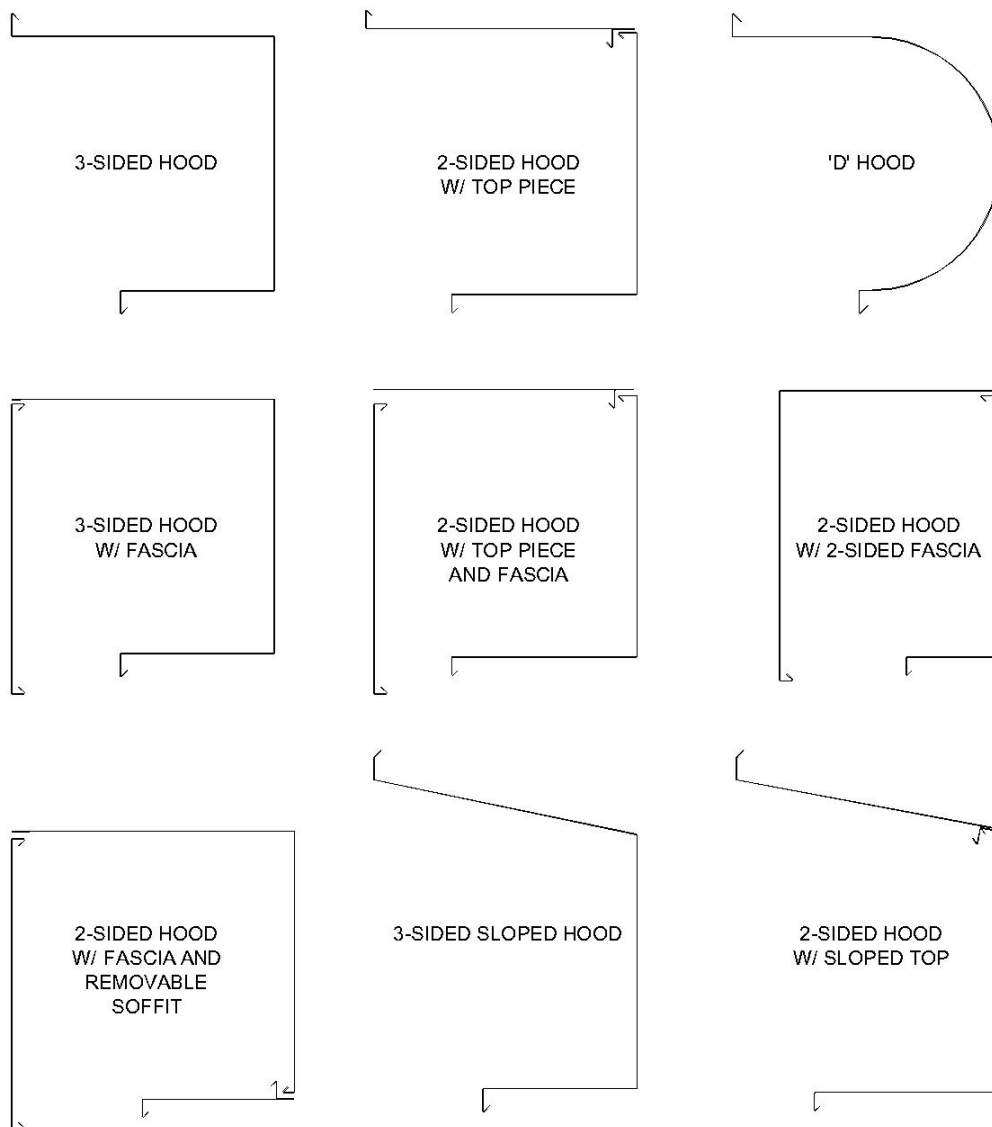 3-SIDED HOOD
2-SIDED HOOD
W/ TOP PIECE
'D' HOOD
3-SIDED HOOD
W/ FASCIA
2-SIDED HOOD
W/ TOP PIECE
AND FASCIA
2-SIDED HOOD
W/ 2-SIDED FASCIA
2-SIDED HOOD
W/ FASCIA AND
REMOVABLE
SOFFIT
3-SIDED SLOPED HOOD
2-SIDED HOOD
W/ SLOPED TOP